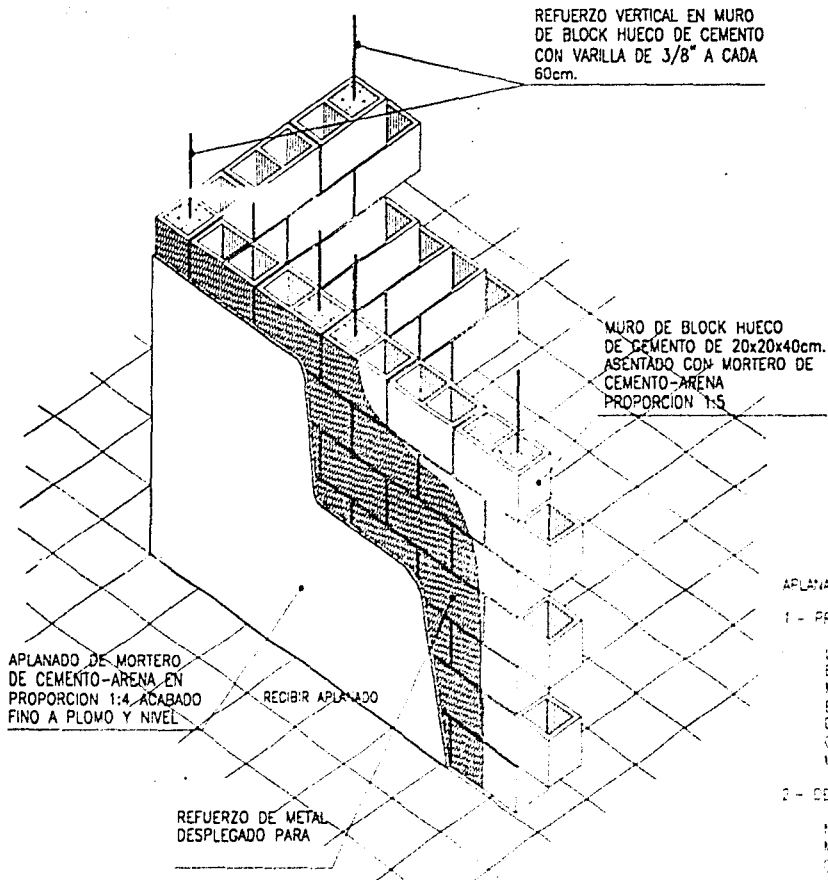 REFUERZO VERTICAL EN MURO
DE BLOCK HUECO DE CEMENTO
CON VARILLA DE 3/8" A CADA
60cm.
MURO DE BLOCK HUECO
DE CEMENTO DE 20x20x40cm.
ASENTADO CON MORTERO DE
CEMENTO-ARENA
PROPORCION 1:5
APLANADO DE MORTERO
DE CEMENTO-ARENA EN
PROPORCION 1:4 ACABADO
FINO A PLOMO Y NIVEL
RECIBIR APLANADO
REFUERZO DE METAL
DESPLEGADO PARA
1 -
2 -